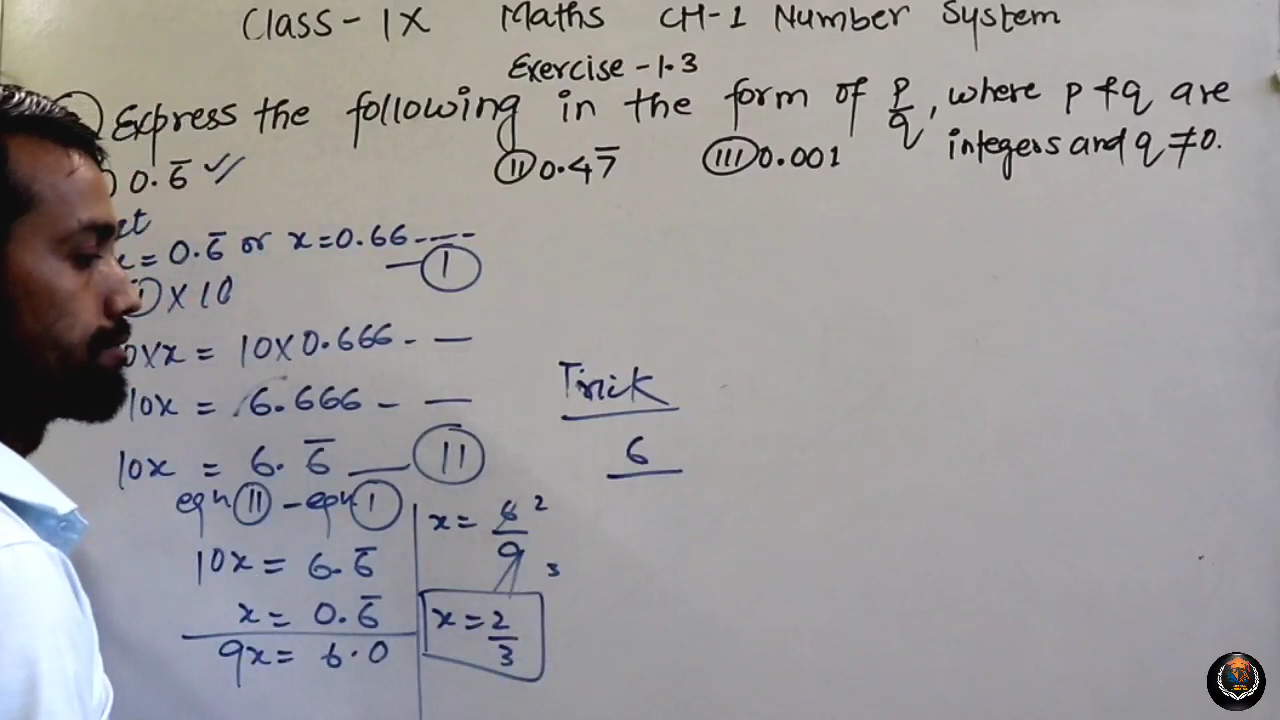 Class - IX Maths CH-1 Number System
Exercise - 1.3
Express the following in the form of p/q, where p & q are
integers and q ≠ 0.
0.6̅ ✓ (II) 0.47̅ (III) 0.001
x = 0.6̅ or x = 0.66----
— (I)
(I) X 10
X x = 10 X 0.666- —
10x = 6.666 - —
10x = 6.6̅ — (II)
eqn (II) - eqn (I)
10x = 6.6̅
x = 0.6̅
9x = 6.0
x = 6/9 2 3
x = 2/3
Trick
6